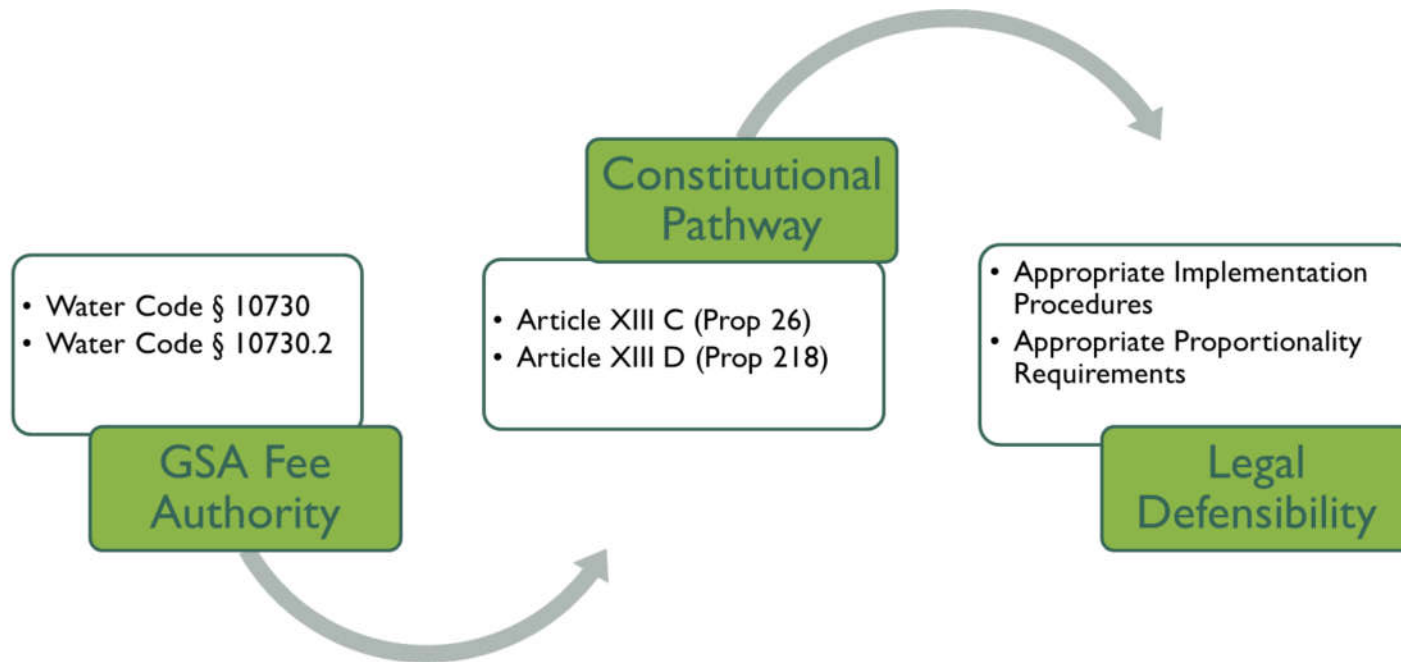 • Water Code § 10730
• Water Code § 10730.2
GSA Fee
Authority
Constitutional
Pathway
• Article XIII C (Prop 26)
• Article XIII D (Prop 218)
• Appropriate Implementation
Procedures
• Appropriate Proportionality
Requirements
Legal
Defensibility